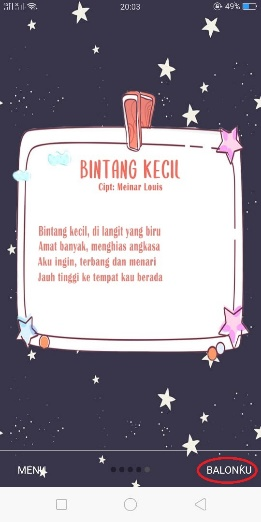 20:03
49%
BINTANG KECIL
Cipt: Meinar Louis
Bintang kecil, di langit yang biru
Amat banyak, menghias angkasa
Aku ingin, terbang dan menari
Jauh tinggi ke tempat kau berada
MENU
BALONKU